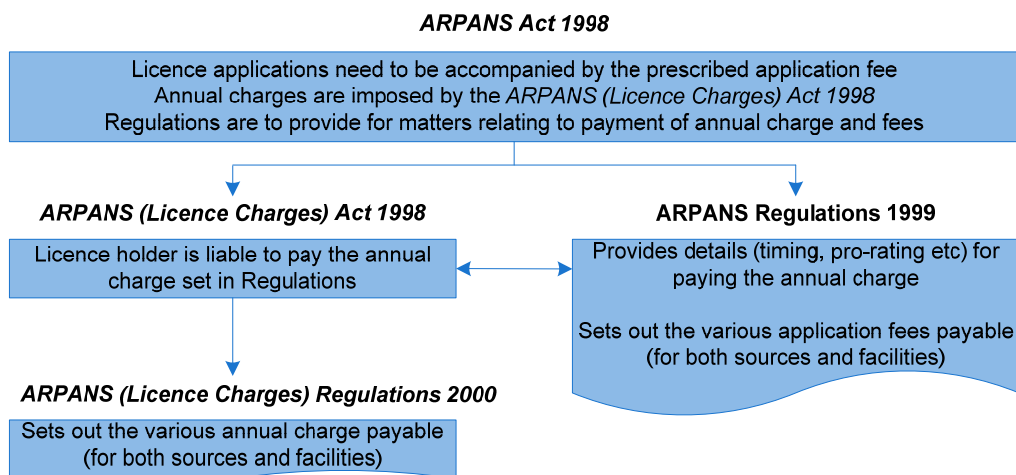 ARPANS Act 1998
Licence applications need to be accompanied by the prescribed application fee
Annual charges are imposed by the ARPANS (Licence Charges) Act 1998
Regulations are to provide for matters relating to payment of annual charge and fees
ARPANS (Licence Charges) Act 1998
Licence holder is liable to pay the annual
charge set in Regulations
ARPANS Regulations 1999
Provides details (timing, pro-rating etc) for
paying the annual charge
Sets out the various application fees payable
(for both sources and facilities)
ARPANS (Licence Charges) Regulations 2000
Sets out the various annual charge payable
(for both sources and facilities)